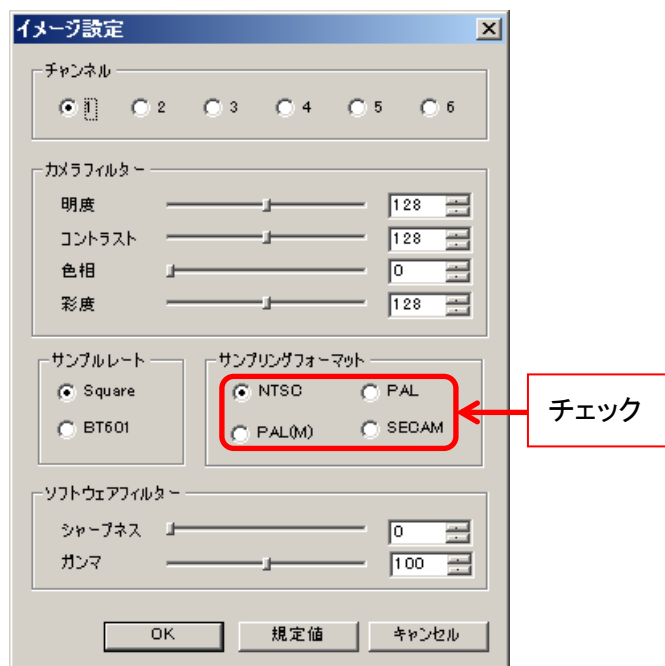 イメージ設定
チャンネル
1 2 3 4 5 6
カメラフィルター
明度 128
コントラスト 128
色相 0
彩度 128
サンプルレート サンプリングフォーマット
Square NTSC PAL
BT601 PAL(M) SECAM
チェック
ソフトウェアフィルター
シャープネス 0
ガンマ 100
OK 規定値 キャンセル